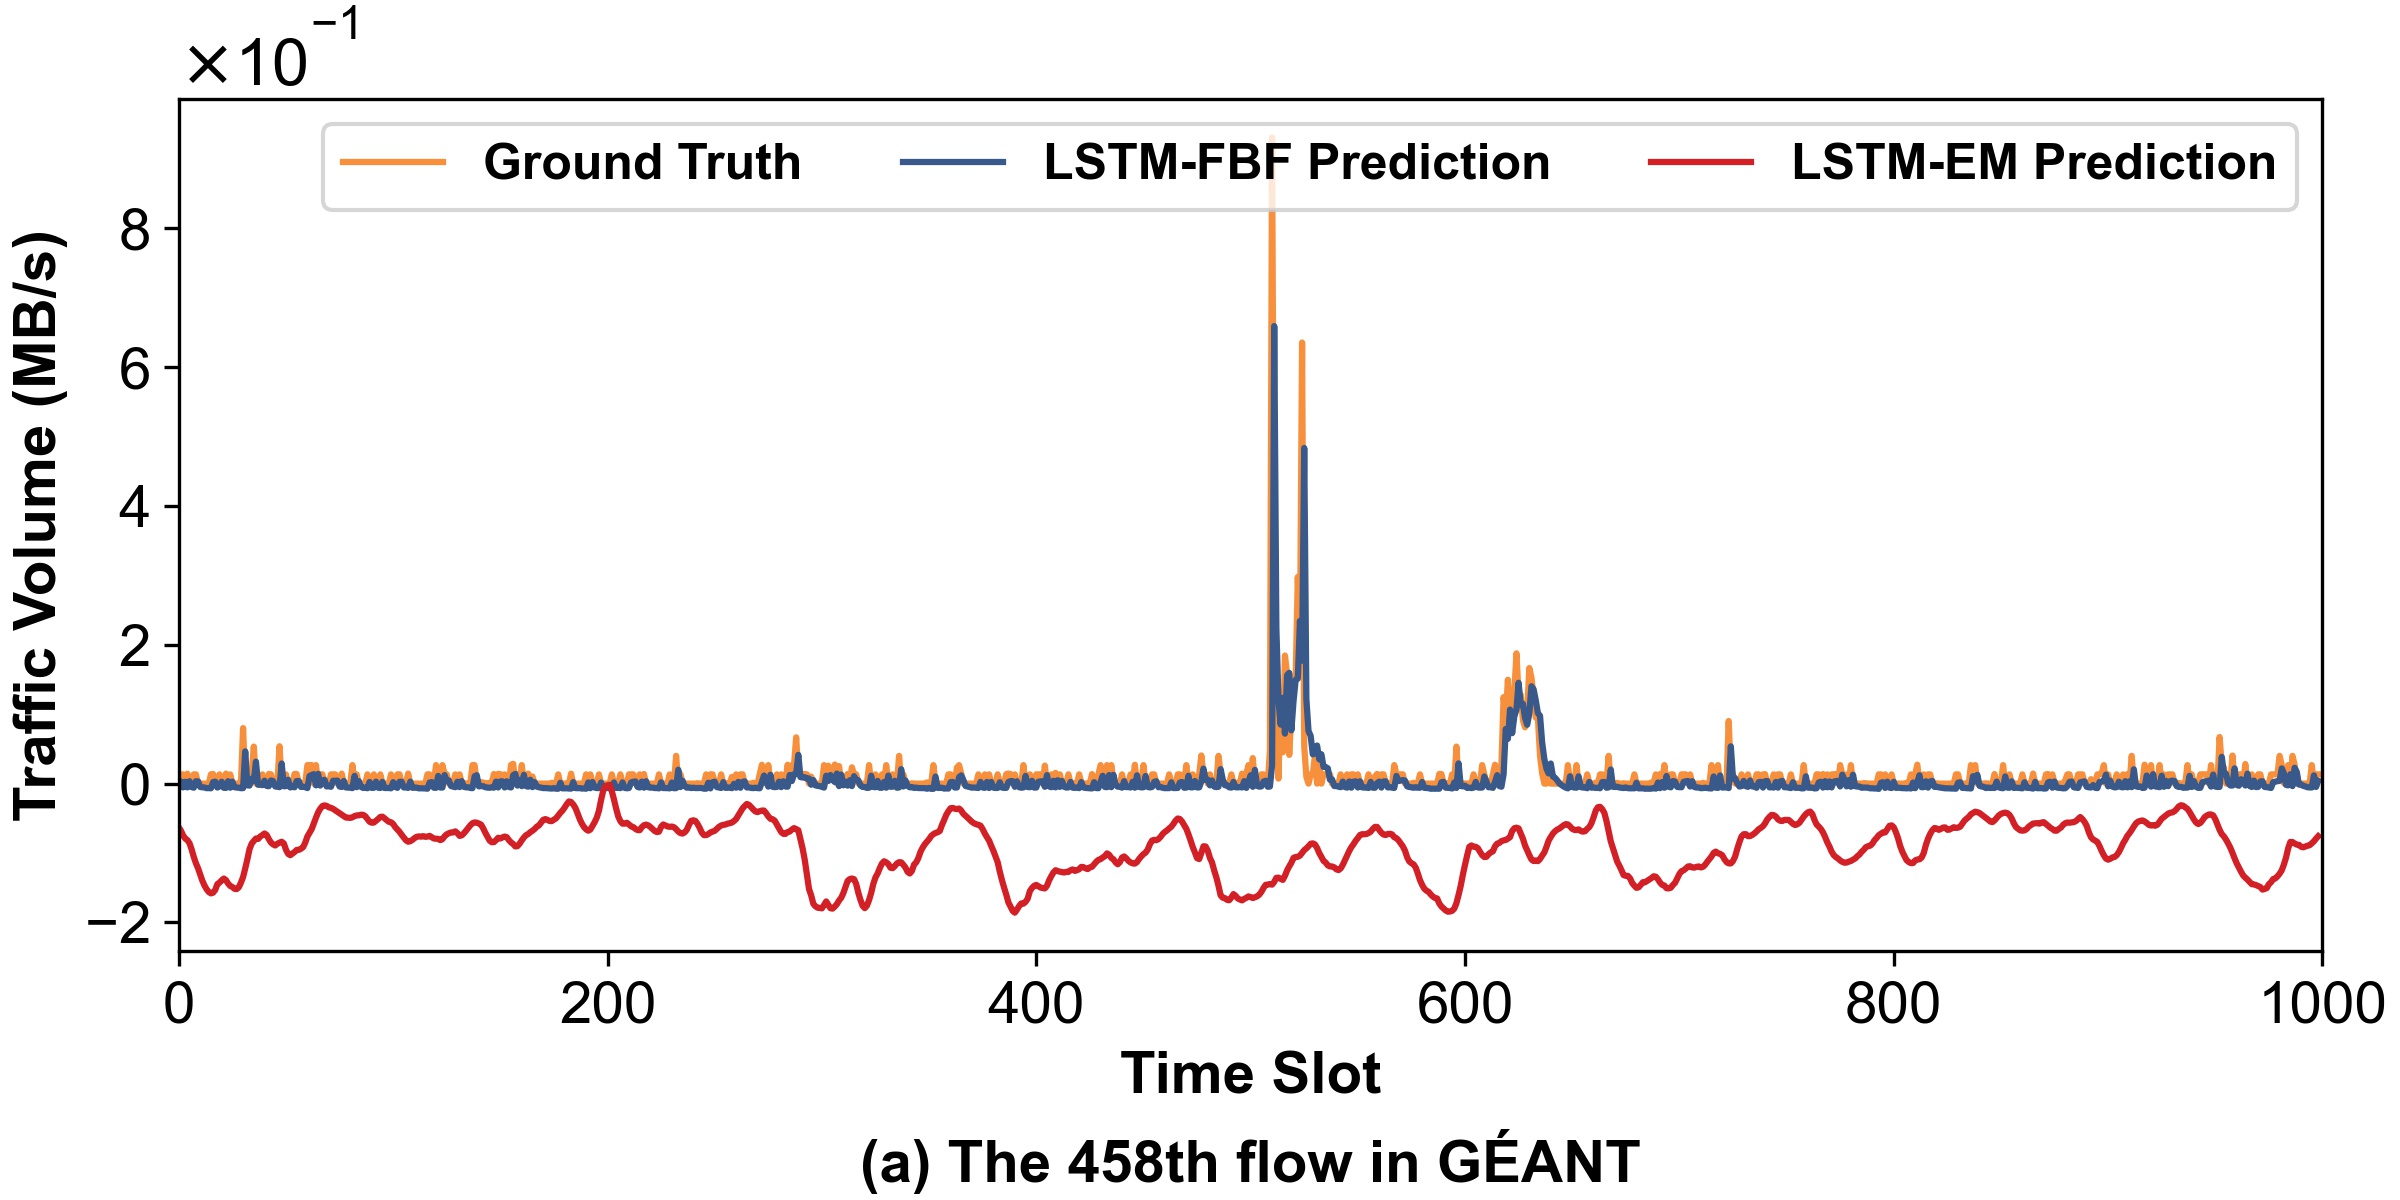 ×10−1
Ground Truth LSTM-FBF Prediction LSTM-EM Prediction
8
6
4
2
0
−2
Traffic Volume (MB/s)
0 200 400 600 800 1000
Time Slot
(a) The 458th flow in GÉANT